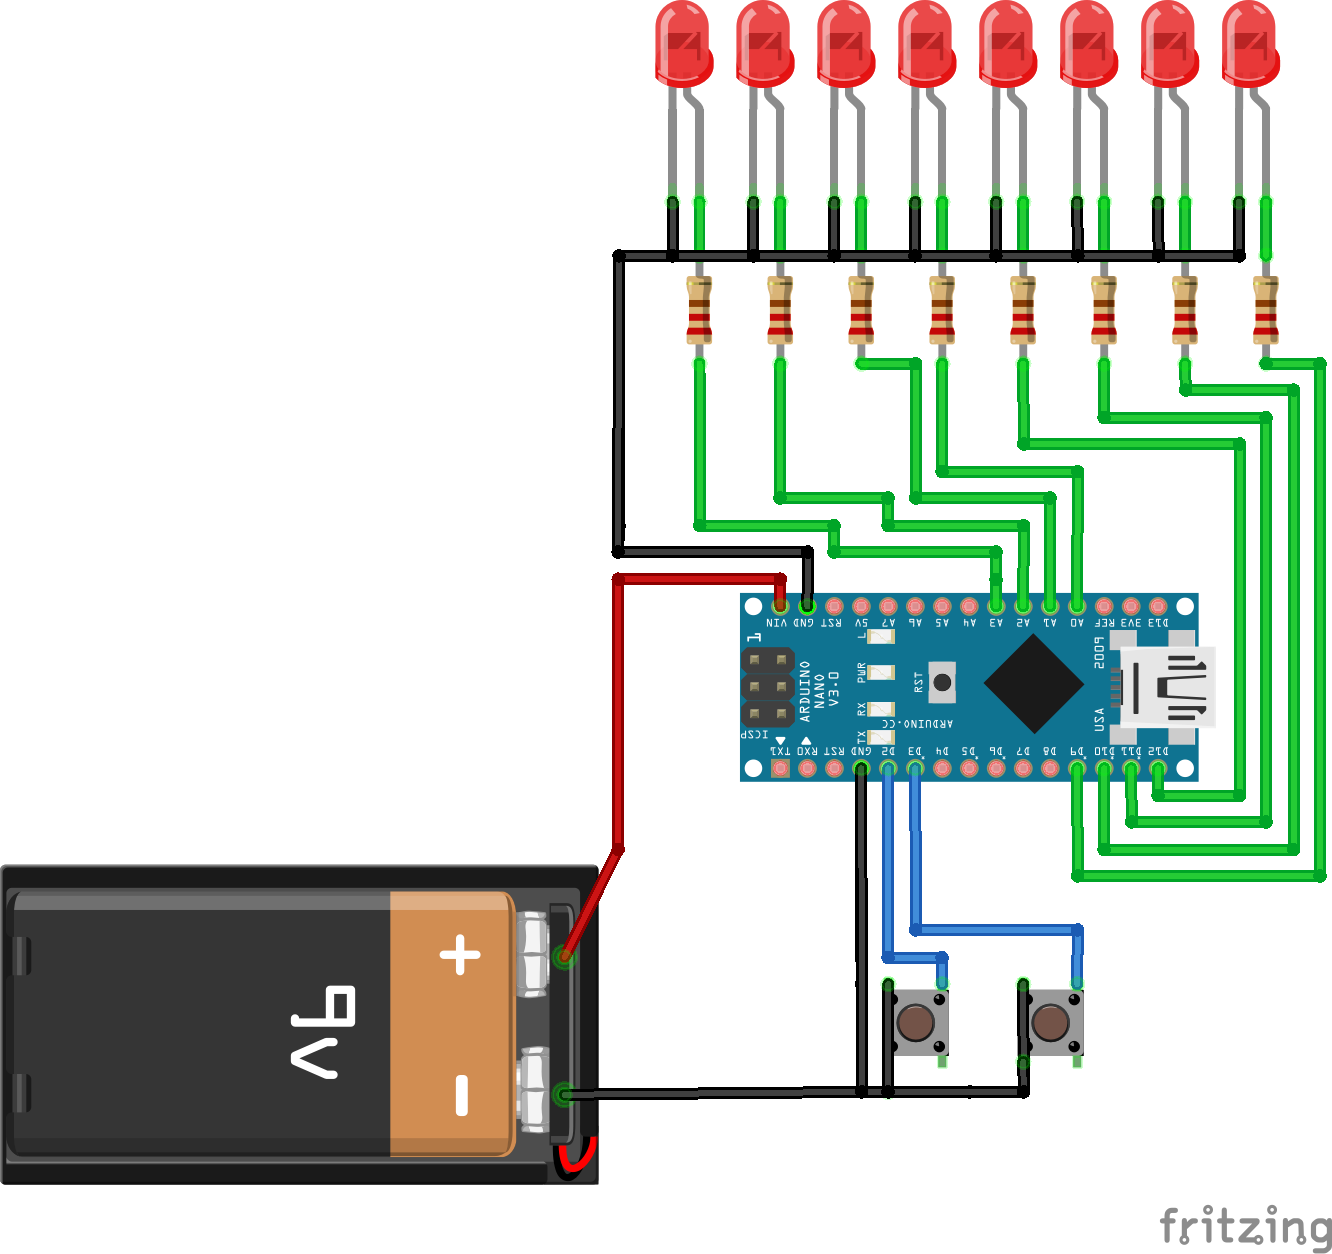 VIN GND RST 5V A7 A6 A5 A4 A3 A2 A1 A0 REF 3V3 D13
1
L
PWR
RX
TX
RST
ARDUINO
NANO
V3.0
ARDUINO.CC
2009
USA
ICSP
TX1 RX0 RST GND D2 D3 D4 D5 D6 D7 D8 D9 D10 D11 D12
+
9V
-
fritzing